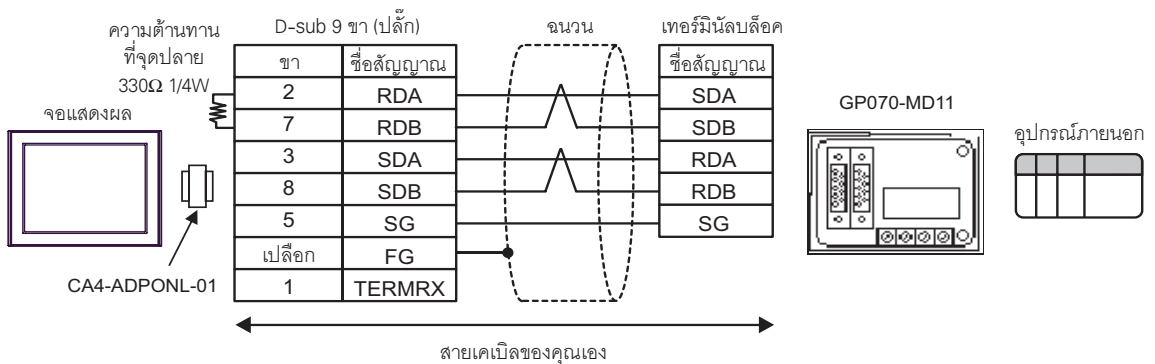 ความต้านทาน
ที่จุดปลาย
330Ω 1/4W
D-sub 9 ขา (ปลั๊ก)
ฉนวน
เทอร์มินัลบล็อค
ขา ชื่อสัญญาณ ชื่อสัญญาณ
2 RDA SDA
7 RDB SDB
3 SDA RDA
8 SDB RDB
5 SG SG
เปลือก FG
1 TERMRX
จอแสดงผล
CA4-ADPONL-01
GP070-MD11
อุปกรณ์ภายนอก
สายเคเบิลของคุณเอง